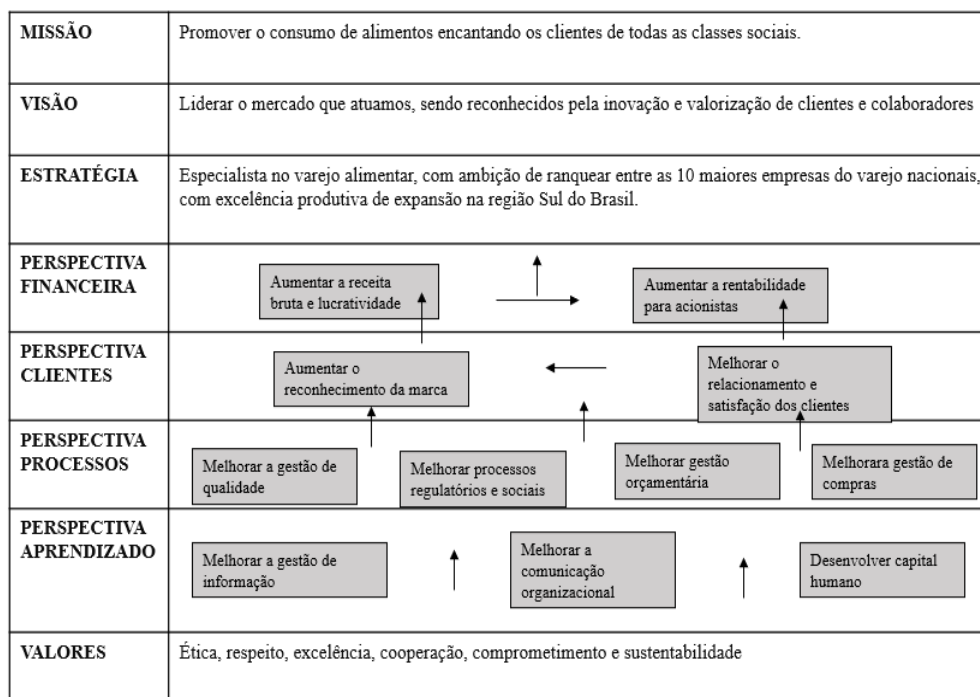 MISSÃO
Promover o consumo de alimentos encantando os clientes de todas as classes sociais.
VISÃO
Liderar o mercado que atuamos, sendo reconhecidos pela inovação e valorização de clientes e colaboradores
ESTRATÉGIA
Especialista no varejo alimentar, com ambição de ranquear entre as 10 maiores empresas do varejo nacionais,
com excelência produtiva de expansão na região Sul do Brasil.
PERSPECTIVA
FINANCEIRA
Aumentar a receita
bruta e lucratividade
Aumentar a rentabilidade
para acionistas
PERSPECTIVA
CLIENTES
Aumentar o
reconhecimento da marca
Melhorar o
relacionamento e
satisfação dos clientes
PERSPECTIVA
PROCESSOS
Melhorar a gestão de
qualidade
Melhorar processos
regulatórios e sociais
Melhorar gestão
orçamentária
Melhorara gestão de
compras
PERSPECTIVA
APRENDIZADO
Melhorar a gestão de
informação
Melhorar a
comunicação
organizacional
Desenvolver capital
humano
VALORES
Ética, respeito, excelência, cooperação, comprometimento e sustentabilidade